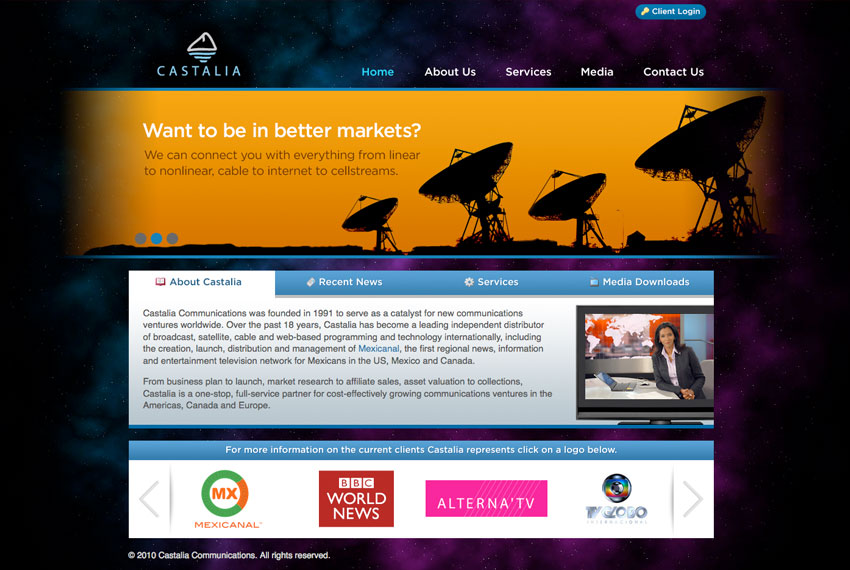 Client Login
CASTALIA
Home About Us Services Media Contact Us
Want to be in better markets?
We can connect you with everything from linear
to nonlinear, cable to internet to cellstreams.
About Castalia Recent News Services Media Downloads
Castalia Communications was founded in 1991 to serve as a catalyst for new communications
ventures worldwide. Over the past 18 years, Castalia has become a leading independent distributor
of broadcast, satellite, cable and web-based programming and technology internationally, including
the creation, launch, distribution and management of Mexicanal, the first regional news, information
and entertainment television network for Mexicans in the US, Mexico and Canada.
From business plan to launch, market research to affiliate sales, asset valuation to collections,
Castalia is a one-stop, full-service partner for cost-effectively growing communications ventures in the
Americas, Canada and Europe.
For more information on the current clients Castalia represents click on a logo below.
MX
MEXICANAL
BBC
WORLD
NEWS
ALTERNA'TV
TV GLOBO
INTERNACIONAL
© 2010 Castalia Communications. All rights reserved.